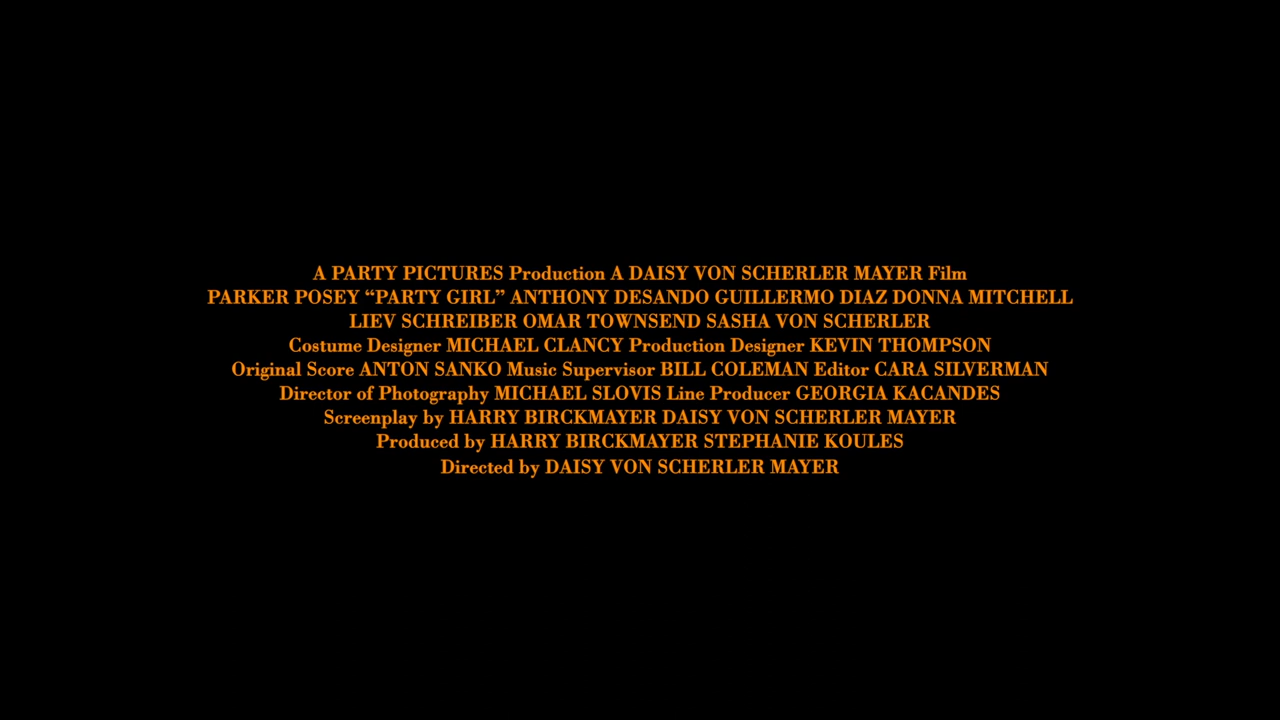 A PARTY PICTURES Production A DAISY VON SCHERLER MAYER Film
PARKER POSEY “PARTY GIRL” ANTHONY DESANDO GUILLERMO DIAZ DONNA MITCHELL
LIEV SCHREIBER OMAR TOWNSEND SASHA VON SCHERLER
Costume Designer MICHAEL CLANCY Production Designer KEVIN THOMPSON
Original Score ANTON SANKO Music Supervisor BILL COLEMAN Editor CARA SILVERMAN
Director of Photography MICHAEL SLOVIS Line Producer GEORGIA KACANDES
Screenplay by HARRY BIRCKMAYER DAISY VON SCHERLER MAYER
Produced by HARRY BIRCKMAYER STEPHANIE KOULES
Directed by DAISY VON SCHERLER MAYER